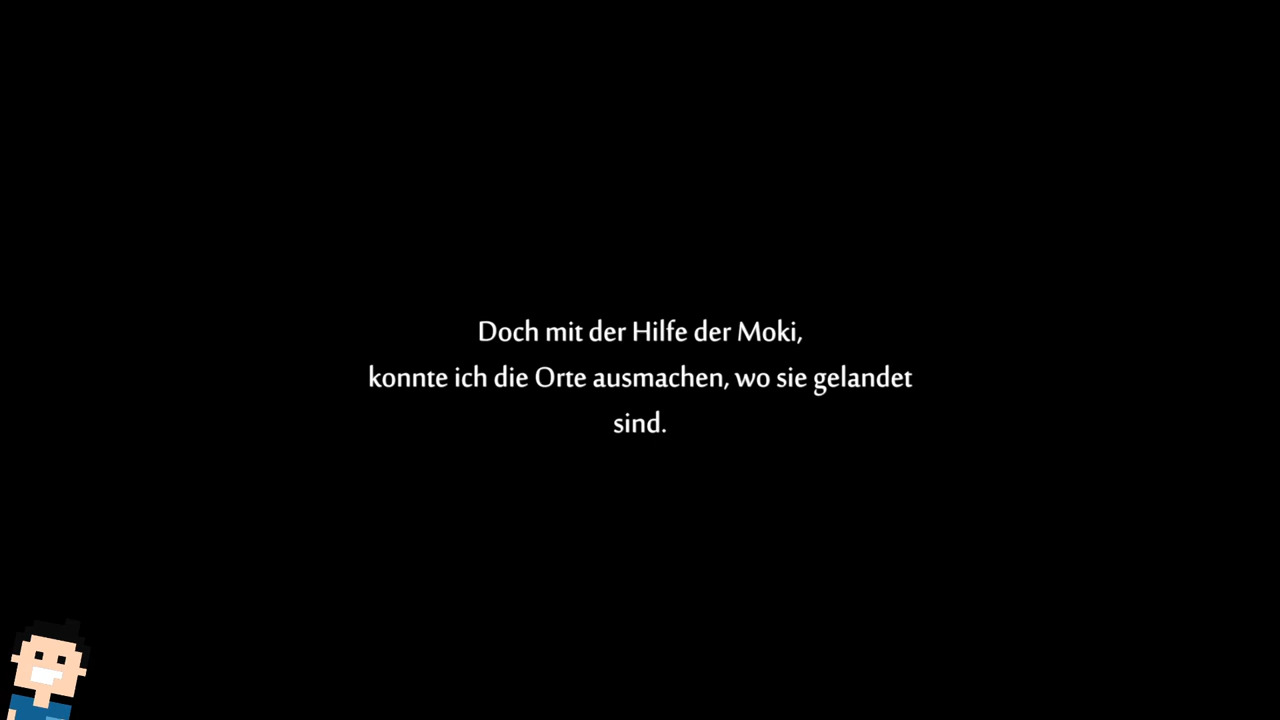 Doch mit der Hilfe der Moki,
konnte ich die Orte ausmachen, wo sie gelandet
sind.